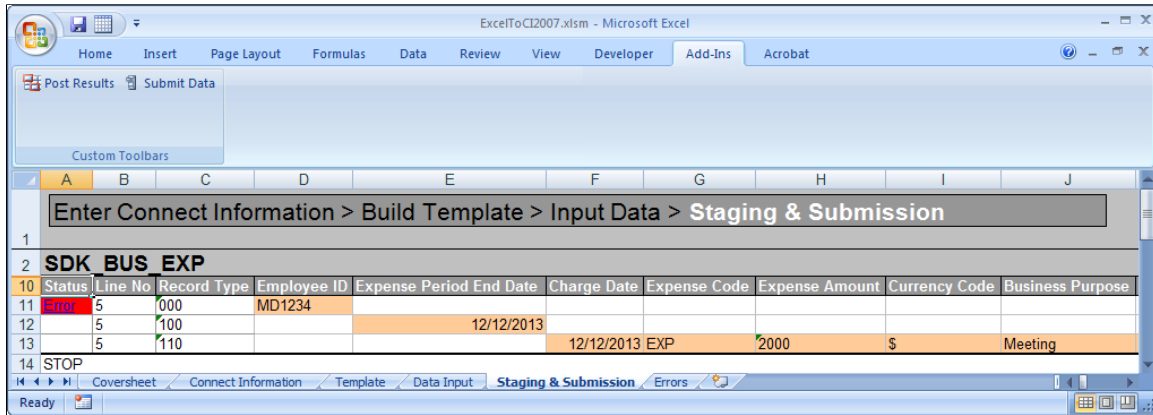 ExcelToCI2007.xlsm - Microsoft Excel
Home Insert Page Layout Formulas Data Review View Developer Add-Ins Acrobat
Post Results Submit Data
Custom Toolbars
A B C D E F G H I J
1 Enter Connect Information > Build Template > Input Data > Staging & Submission
2 SDK_BUS_EXP
10 Status Line No Record Type Employee ID Expense Period End Date Charge Date Expense Code Expense Amount Currency Code Business Purpose
11 Error 5 000 MD1234
12 5 100 12/12/2013
13 5 110 12/12/2013 EXP 2000 $ Meeting
14 STOP
Coversheet Connect Information Template Data Input Staging & Submission Errors
Ready